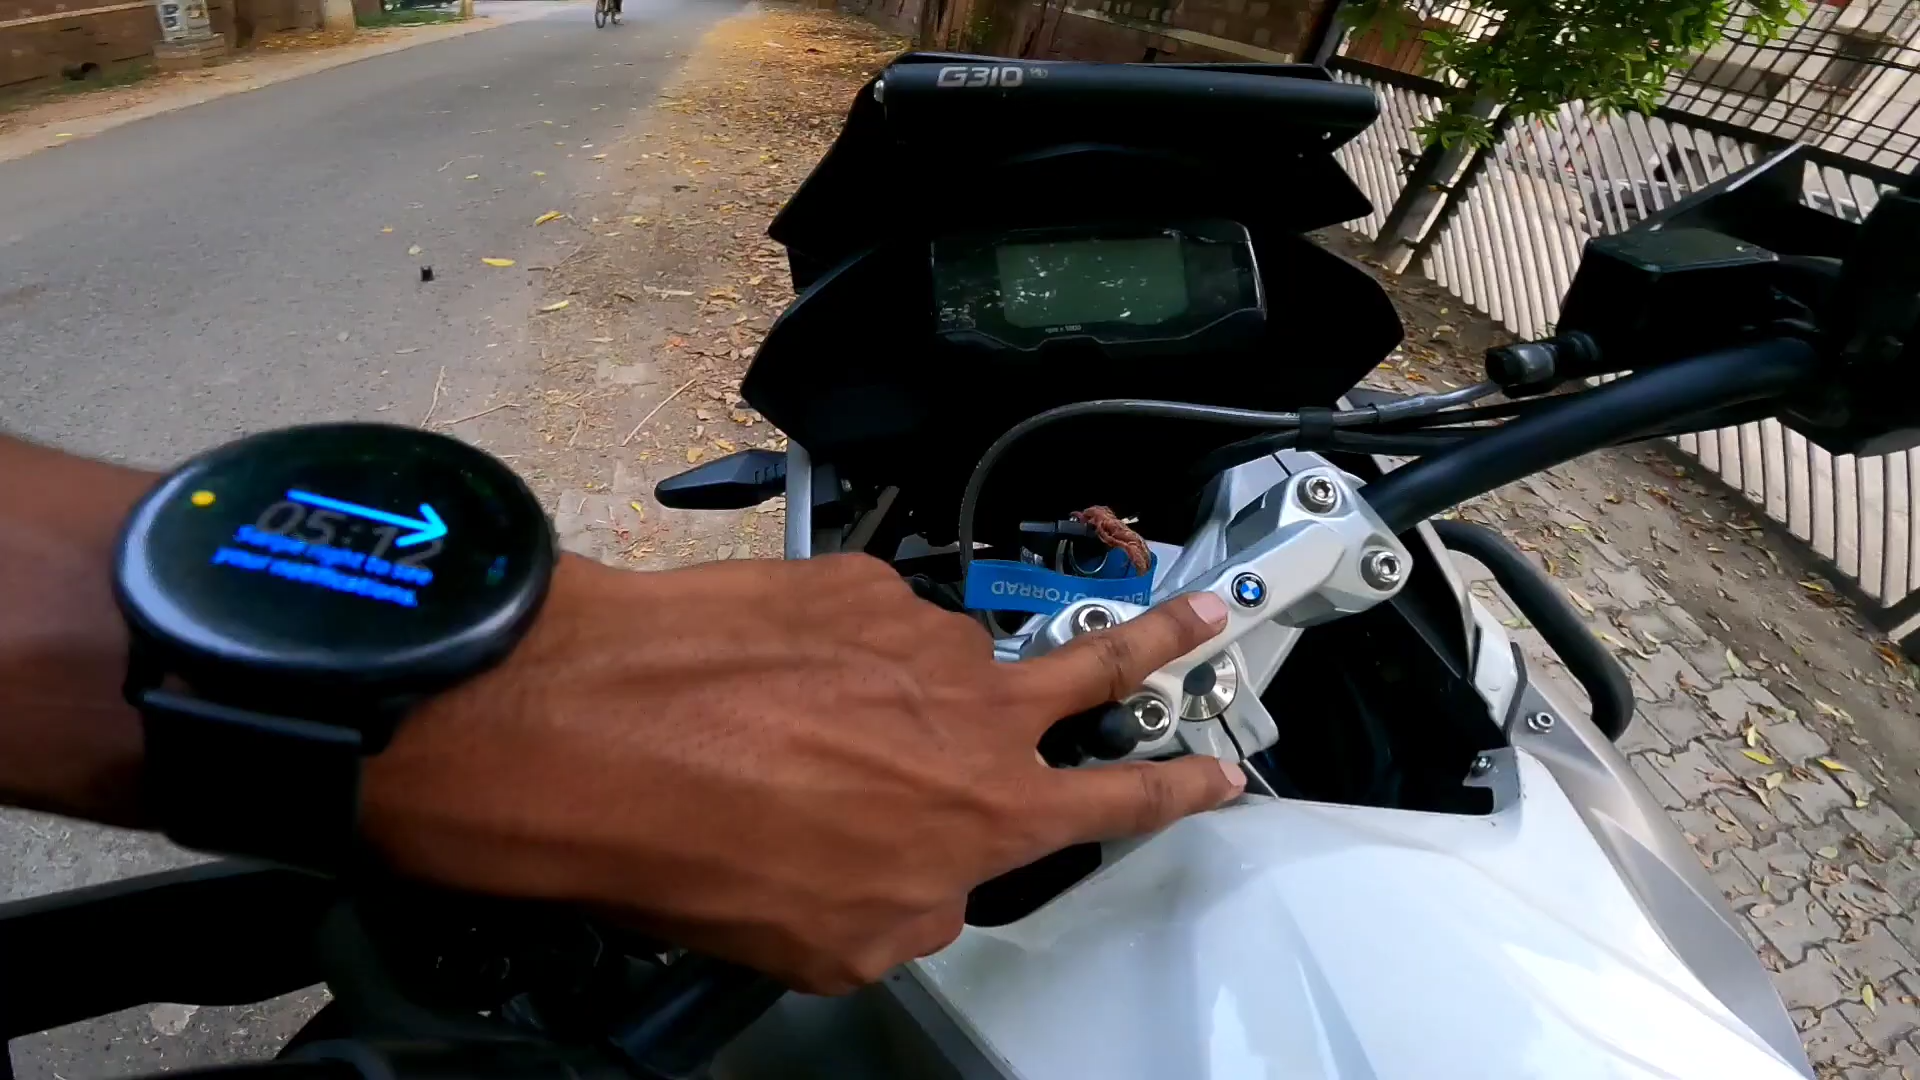 G310
05:12
Swipe right to see
your notifications.
MOTORRAD